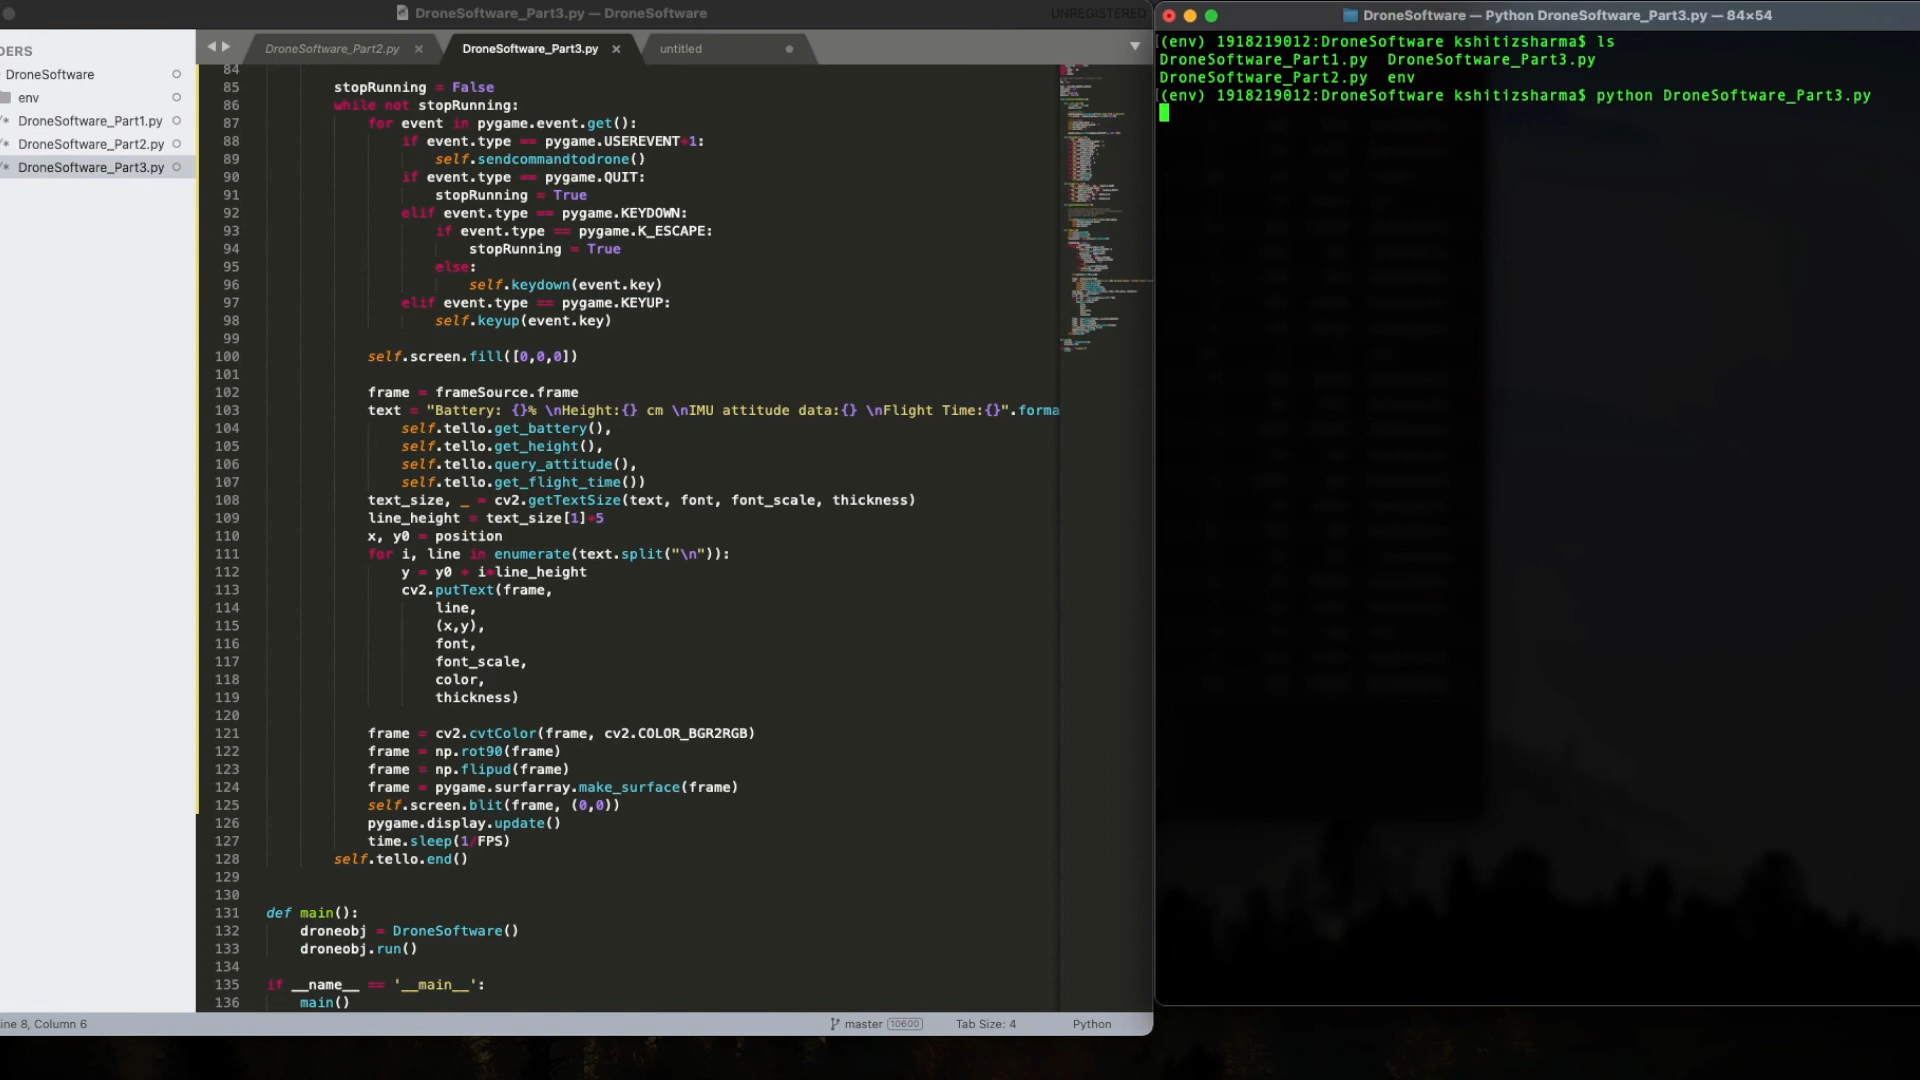 DroneSoftware_Part3.py — DroneSoftware
UNREGISTERED
DERS
DroneSoftware
env
DroneSoftware_Part1.py
DroneSoftware_Part2.py
DroneSoftware_Part3.py
DroneSoftware_Part2.py
DroneSoftware_Part3.py
untitled
84
85 stopRunning = False
86 while not stopRunning:
87 for event in pygame.event.get():
88 if event.type == pygame.USEREVENT+1:
89 self.sendcommandtodrone()
90 if event.type == pygame.QUIT:
91 stopRunning = True
92 elif event.type == pygame.KEYDOWN:
93 if event.type == pygame.K_ESCAPE:
94 stopRunning = True
95 else:
96 self.keydown(event.key)
97 elif event.type == pygame.KEYUP:
98 self.keyup(event.key)
99
100 self.screen.fill([0,0,0])
101
102 frame = frameSource.frame
103 text = "Battery: {}% \nHeight:{} cm \nIMU attitude data:{} \nFlight Time:{}".forma
104 self.tello.get_battery(),
105 self.tello.get_height(),
106 self.tello.query_attitude(),
107 self.tello.get_flight_time())
108 text_size, _ = cv2.getTextSize(text, font, font_scale, thickness)
109 line_height = text_size[1]+5
110 x, y0 = position
111 for i, line in enumerate(text.split("\n")):
112 y = y0 + i*line_height
113 cv2.putText(frame,
114 line,
115 (x,y),
116 font,
117 font_scale,
118 color,
119 thickness)
120
121 frame = cv2.cvtColor(frame, cv2.COLOR_BGR2RGB)
122 frame = np.rot90(frame)
123 frame = np.flipud(frame)
124 frame = pygame.surfarray.make_surface(frame)
125 self.screen.blit(frame, (0,0))
126 pygame.display.update()
127 time.sleep(1/FPS)
128 self.tello.end()
129
130
131 def main():
132 droneobj = DroneSoftware()
133 droneobj.run()
134
135 if __name__ == '__main__':
136 main()
ine 8, Column 6
master 10600
Tab Size: 4
Python
DroneSoftware — Python DroneSoftware_Part3.py — 84×54
(env) 1918219012:DroneSoftware kshitizsharma$ ls
DroneSoftware_Part1.py DroneSoftware_Part3.py
DroneSoftware_Part2.py env
(env) 1918219012:DroneSoftware kshitizsharma$ python DroneSoftware_Part3.py